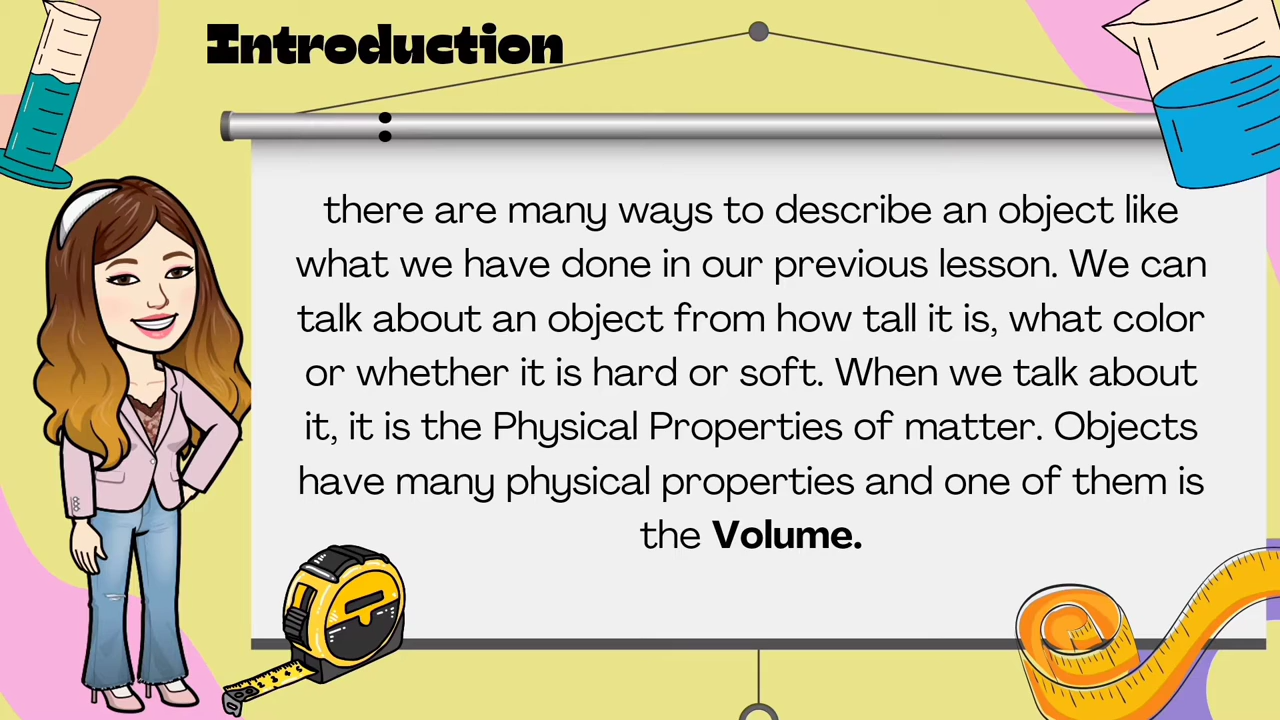 Introduction
:
there are many ways to describe an object like
what we have done in our previous lesson. We can
talk about an object from how tall it is, what color
or whether it is hard or soft. When we talk about
it, it is the Physical Properties of matter. Objects
have many physical properties and one of them is
the Volume.